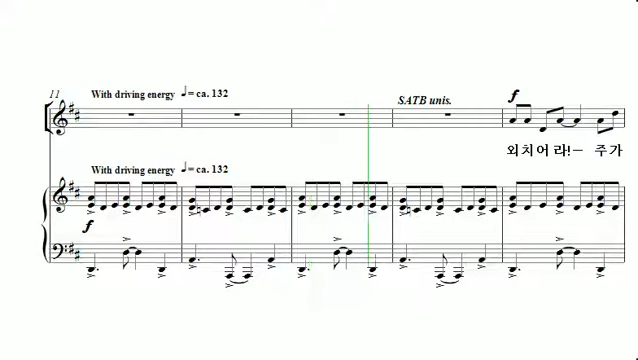 11
With driving energy ♩ = ca. 132
SATB unis.
f
외치어 라!– 주가
With driving energy ♩ = ca. 132
f